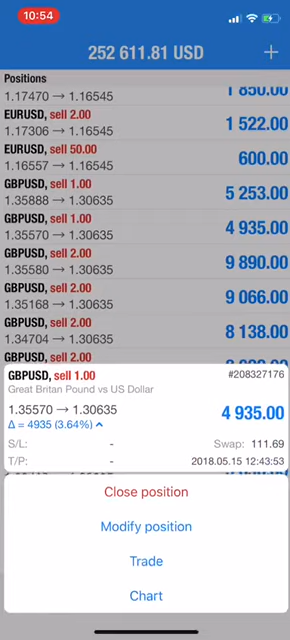 10:54
252 611.81 USD
+
Positions
1.17470 → 1.16545
1 850.00
EURUSD, sell 2.00
1.17306 → 1.16545
1 522.00
EURUSD, sell 50.00
1.16557 → 1.16545
600.00
GBPUSD, sell 1.00
1.35888 → 1.30635
5 253.00
GBPUSD, sell 1.00
1.35570 → 1.30635
4 935.00
GBPUSD, sell 2.00
1.35580 → 1.30635
9 890.00
GBPUSD, sell 2.00
1.35168 → 1.30635
9 066.00
GBPUSD, sell 2.00
1.34704 → 1.30635
8 138.00
GBPUSD, sell 2.00
GBPUSD, sell 1.00
#208327176
Great Britan Pound vs US Dollar
1.35570 → 1.30635
4 935.00
Δ = 4935 (3.64%)
S/L: -
Swap: 111.69
T/P: -
2018.05.15 12:43:53
Close position
Modify position
Trade
Chart